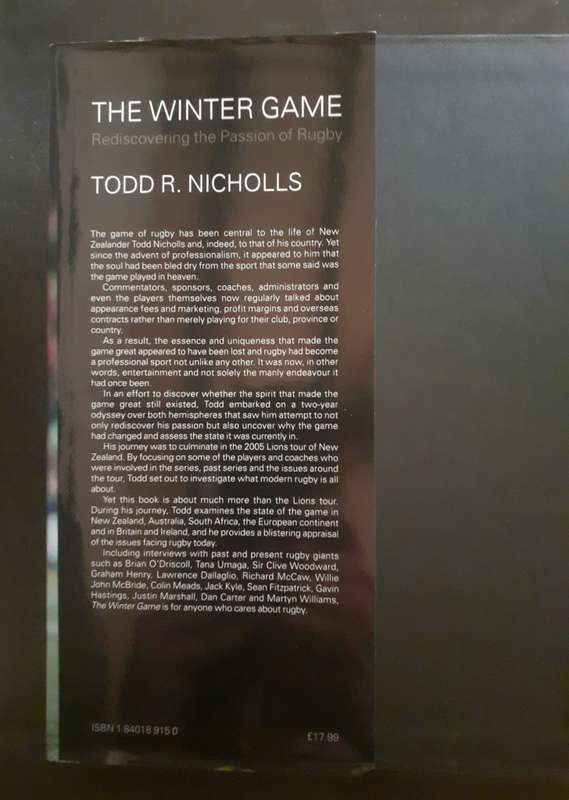 THE WINTER GAME
Rediscovering the Passion of Rugby
TODD R. NICHOLLS
The game of rugby has been central to the life of New
Zealander Todd Nicholls and, indeed, to that of his country. Yet
since the advent of professionalism, it appeared to him that
the soul had been bled dry from the sport that some said was
the game played in heaven.
Commentators, sponsors, coaches, administrators and
even the players themselves now regularly talked about
appearance fees and marketing, profit margins and overseas
contracts rather than merely playing for their club, province or
country.
As a result, the essence and uniqueness that made the
game great appeared to have been lost and rugby had become
a professional sport not unlike any other. It was now, in other
words, entertainment and not solely the manly endeavour it
had once been.
In an effort to discover whether the spirit that made the
game great still existed, Todd embarked on a two-year
odyssey over both hemispheres that saw him attempt to not
only rediscover his passion but also uncover why the game
had changed and assess the state it was currently in.
His journey was to culminate in the 2005 Lions tour of New
Zealand. By focusing on some of the players and coaches who
were involved in the series, past series and the issues around
the tour, Todd set out to investigate what modern rugby is all
about.
Yet this book is about much more than the Lions tour.
During his journey, Todd examines the state of the game in
New Zealand, Australia, South Africa, the European continent
and in Britain and Ireland, and he provides a blistering appraisal
of the issues facing rugby today.
Including interviews with past and present rugby giants
such as Brian O'Driscoll, Tana Umaga, Sir Clive Woodward,
Graham Henry, Lawrence Dallaglio, Richard McCaw, Willie
John McBride, Colin Meads, Jack Kyle, Sean Fitzpatrick, Gavin
Hastings, Justin Marshall, Dan Carter and Martyn Williams,
The Winter Game is for anyone who cares about rugby.
ISBN 1 84018 915 0
£17.99